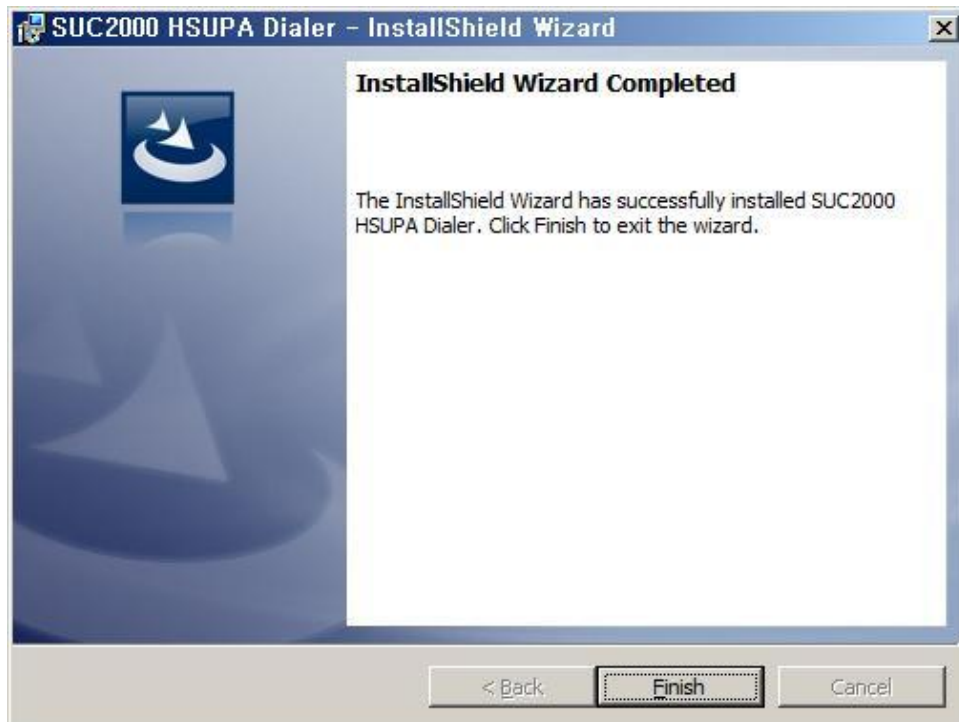 SUC2000 HSUPA Dialer - InstallShield Wizard
InstallShield Wizard Completed
The InstallShield Wizard has successfully installed SUC2000
HSUPA Dialer. Click Finish to exit the wizard.
< Back
Finish
Cancel